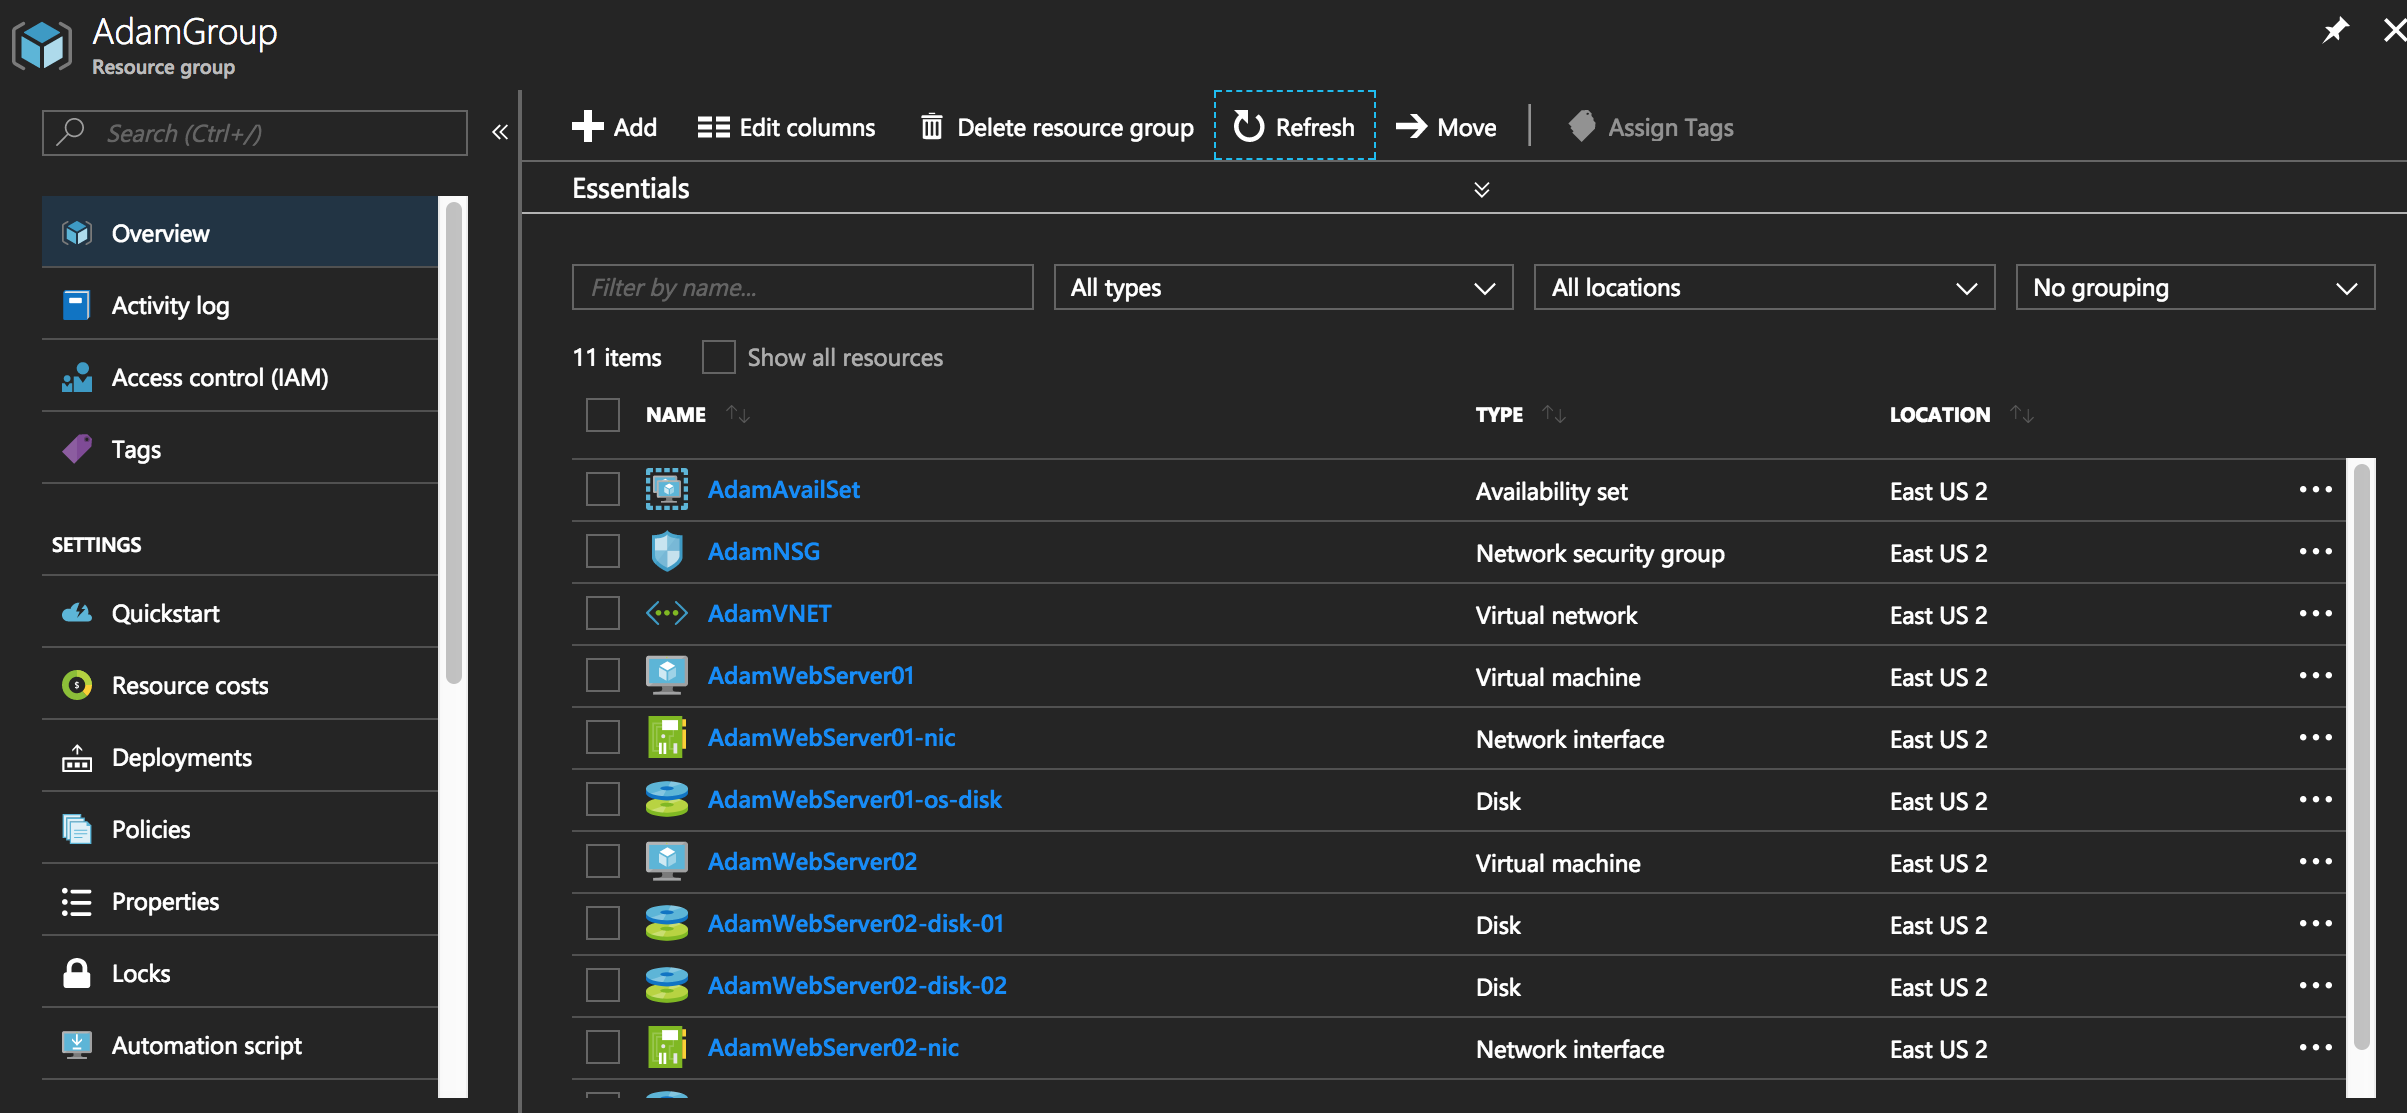 AdamGroup
Resource group
Search (Ctrl+/)
Overview
Activity log
Access control (IAM)
Tags
SETTINGS
Quickstart
Resource costs
Deployments
Policies
Properties
Locks
Automation script
Add Edit columns Delete resource group Refresh Move Assign Tags
Essentials
Filter by name... All types All locations No grouping
11 items Show all resources
NAME TYPE LOCATION
AdamAvailSet Availability set East US 2
AdamNSG Network security group East US 2
AdamVNET Virtual network East US 2
AdamWebServer01 Virtual machine East US 2
AdamWebServer01-nic Network interface East US 2
AdamWebServer01-os-disk Disk East US 2
AdamWebServer02 Virtual machine East US 2
AdamWebServer02-disk-01 Disk East US 2
AdamWebServer02-disk-02 Disk East US 2
AdamWebServer02-nic Network interface East US 2